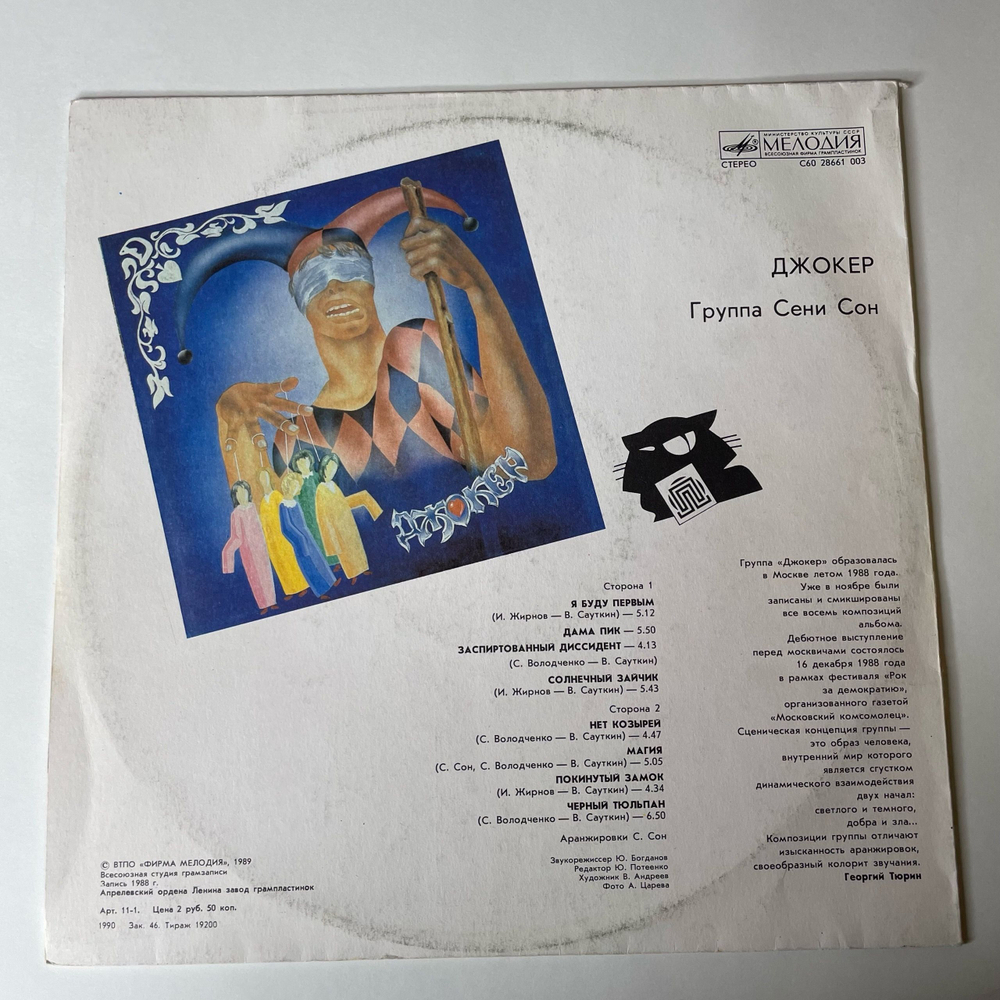 МИНИСТЕРСТВО КУЛЬТУРЫ СССР
МЕЛОДИЯ
ВСЕСОЮЗНАЯ ФИРМА ГРАМПЛАСТИНОК
СТЕРЕО С60 28661 003
ДЖОКЕР
Группа Сени Сон
ДЖОКЕР
Сторона 1
Я БУДУ ПЕРВЫМ
(И. Жирнов — В. Сауткин) — 5.12
ДАМА ПИК — 5.50
ЗАСПИРТОВАННЫЙ ДИССИДЕНТ — 4.13
(С. Володченко — В. Сауткин)
СОЛНЕЧНЫЙ ЗАЙЧИК
(И. Жирнов — В. Сауткин) — 5.43
Сторона 2
НЕТ КОЗЫРЕЙ
(С. Володченко — В. Сауткин) — 4.47
МАГИЯ
(С. Сон, С. Володченко — В. Сауткин) — 5.05
ПОКИНУТЫЙ ЗАМОК
(И. Жирнов — В. Сауткин) — 4.34
ЧЕРНЫЙ ТЮЛЬПАН
(С. Володченко — В. Сауткин) — 6.50
Аранжировки С. Сон
Звукорежиссер Ю. Богданов
Редактор Ю. Потеенко
Художник В. Андреев
Фото А. Царева
Группа «Джокер» образовалась
в Москве летом 1988 года.
Уже в ноябре были
записаны и смикшированы
все восемь композиций
альбома.
Дебютное выступление
перед москвичами состоялось
16 декабря 1988 года
в рамках фестиваля «Рок
за демократию»,
организованного газетой
«Московский комсомолец».
Сценическая концепция группы —
это образ человека,
внутренний мир которого
является сгустком
динамического взаимодействия
двух начал:
светлого и темного,
добра и зла...
Композиции группы отличают
изысканность аранжировок,
своеобразный колорит звучания.
Георгий Тюрин
© ВТПО «ФИРМА МЕЛОДИЯ», 1989
Всесоюзная студия грамзаписи
Запись 1988 г.
Апрелевский ордена Ленина завод грампластинок
Арт. 11-1. Цена 2 руб. 50 коп.
1990 Зак. 46. Тираж 19200